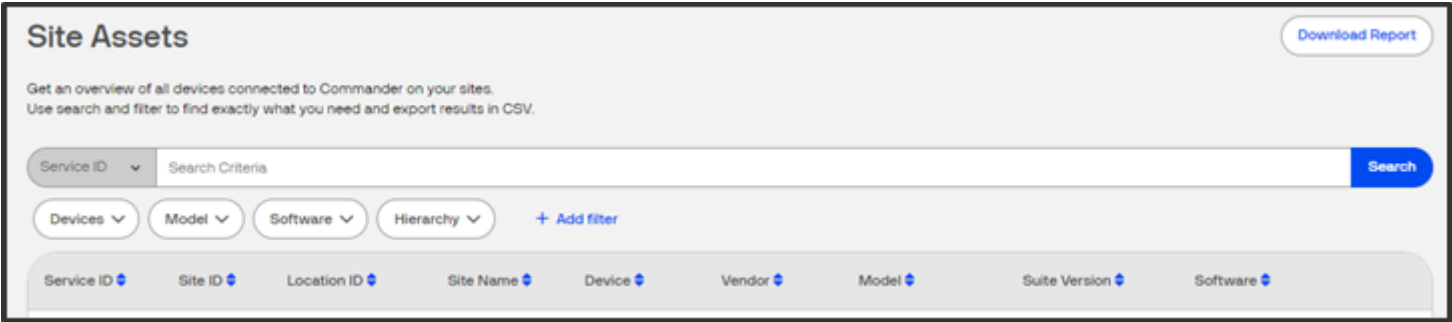 Site Assets
Download Report
Get an overview of all devices connected to Commander on your sites.
Use search and filter to find exactly what you need and export results in CSV.
Service ID Search Criteria Search
Devices Model Software Hierarchy + Add filter
Service ID Site ID Location ID Site Name Device Vendor Model Suite Version Software